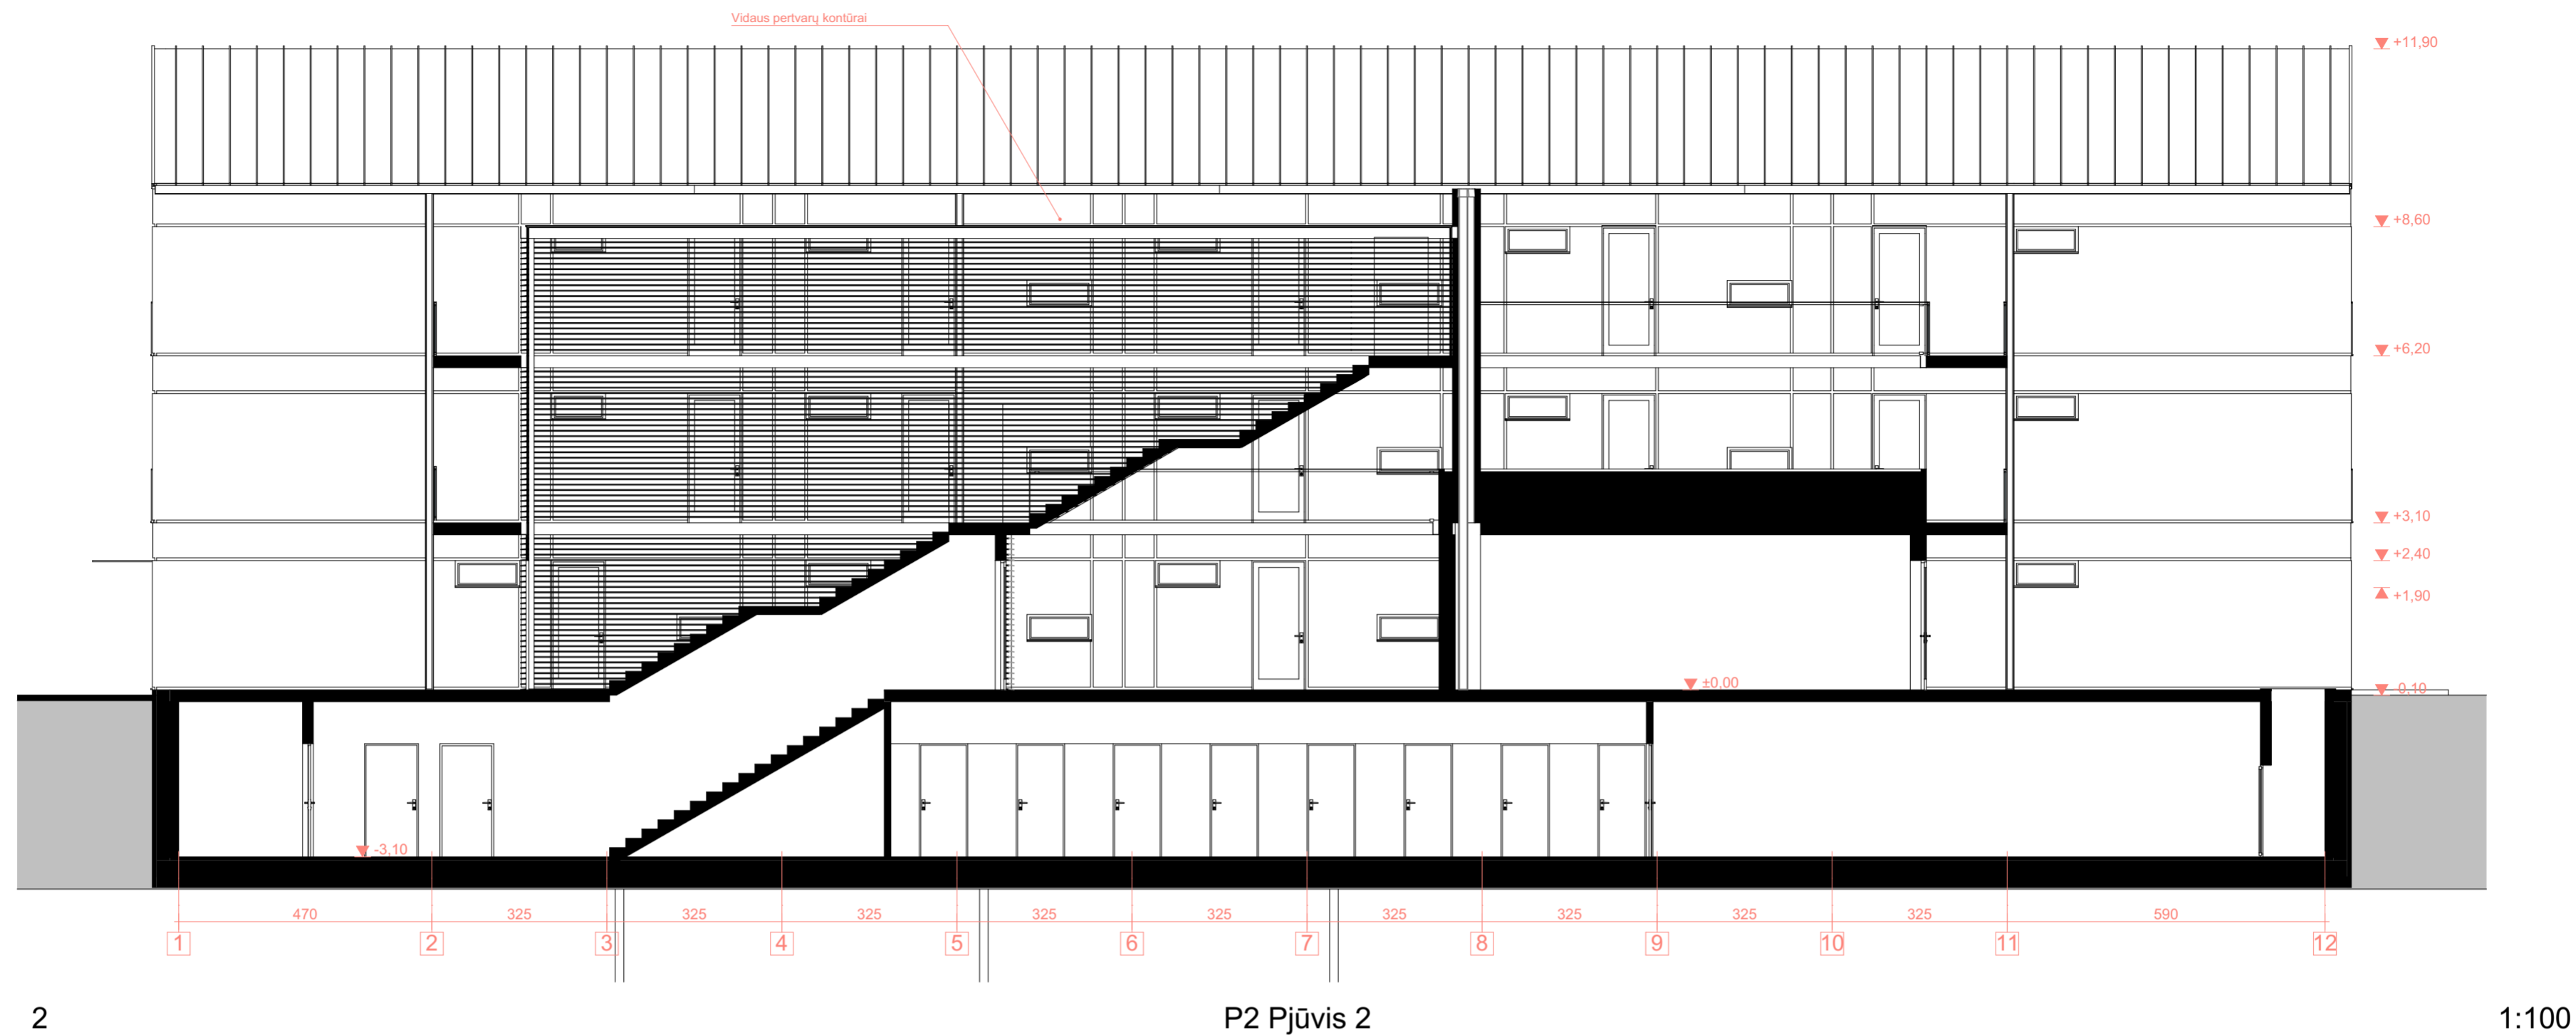 Vidaus pertvarų kontūrai
+11,90
+8,60
+6,20
+3,10
+2,40
+1,90
±0,00
-0,10
-3,10
470 325 325 325 325 325 325 325 325 325 590
1 2 3 4 5 6 7 8 9 10 11 12
2 P2 Pjūvis 2 1:100